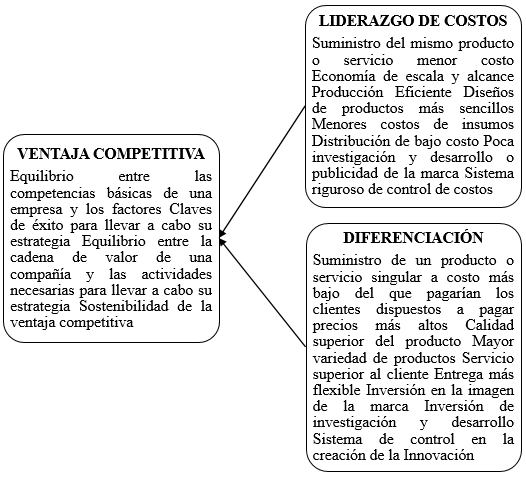 LIDERAZGO DE COSTOS
Suministro del mismo producto
o servicio menor costo
Economía de escala y alcance
Producción Eficiente Diseños
de productos más sencillos
Menores costos de insumos
Distribución de bajo costo Poca
investigación y desarrollo o
publicidad de la marca Sistema
riguroso de control de costos
VENTAJA COMPETITIVA
Equilibrio entre las
competencias básicas de una
empresa y los factores Claves
de éxito para llevar a cabo su
estrategia Equilibrio entre la
cadena de valor de una
compañía y las actividades
necesarias para llevar a cabo su
estrategia Sostenibilidad de la
ventaja competitiva
DIFERENCIACIÓN
Suministro de un producto o
servicio singular a costo más
bajo del que pagarían los
clientes dispuestos a pagar
precios más altos Calidad
superior del producto Mayor
variedad de productos Servicio
superior al cliente Entrega más
flexible Inversión en la imagen
de la marca Inversión de
investigación y desarrollo
Sistema de control en la
creación de la Innovación